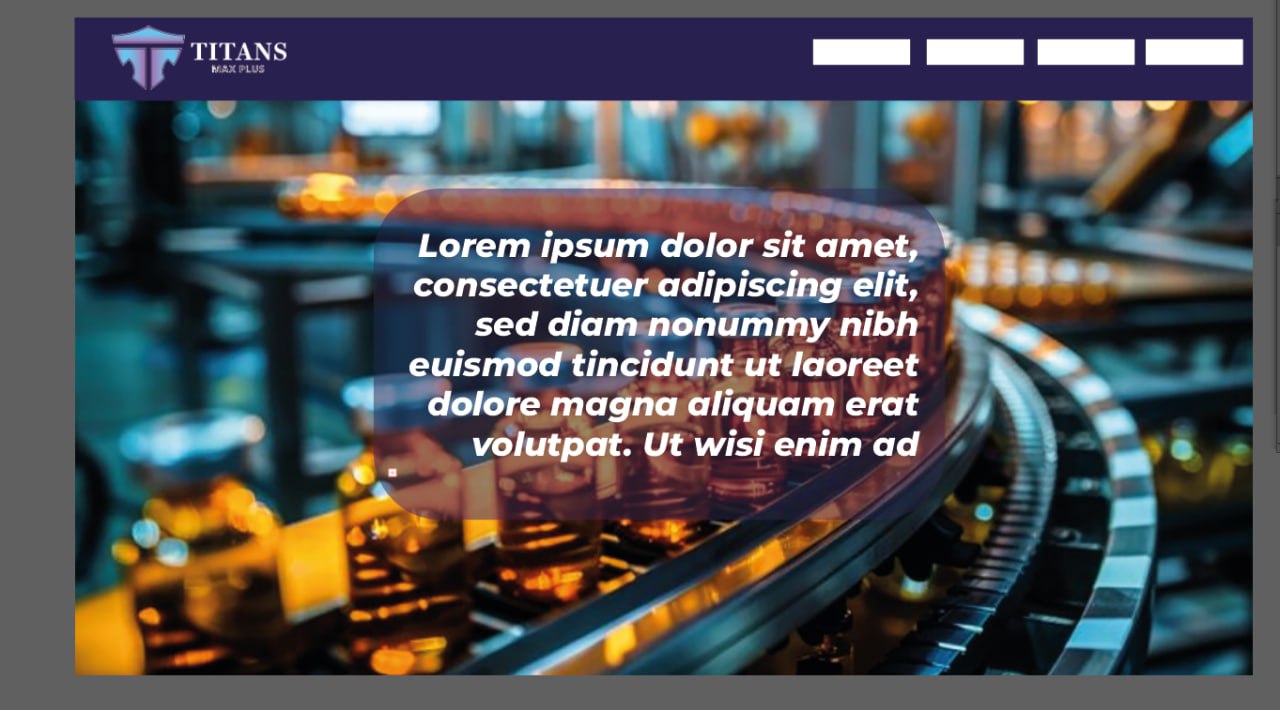 TITANS
MAX PLUS
Lorem ipsum dolor sit amet,
consectetuer adipiscing elit,
sed diam nonummy nibh
euismod tincidunt ut laoreet
dolore magna aliquam erat
volutpat. Ut wisi enim ad